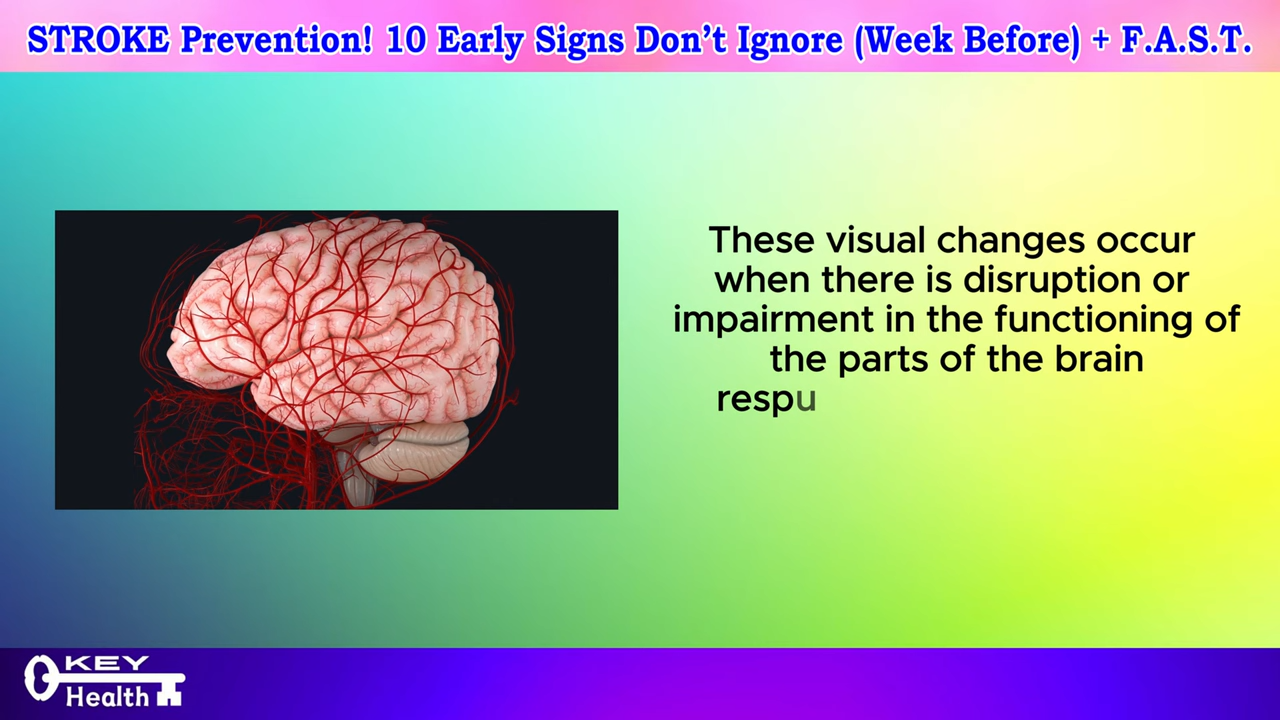 STROKE Prevention! 10 Early Signs Don't Ignore (Week Before) + F.A.S.T.
These visual changes occur
when there is disruption or
impairment in the functioning of
the parts of the brain
respu
KEY
Health